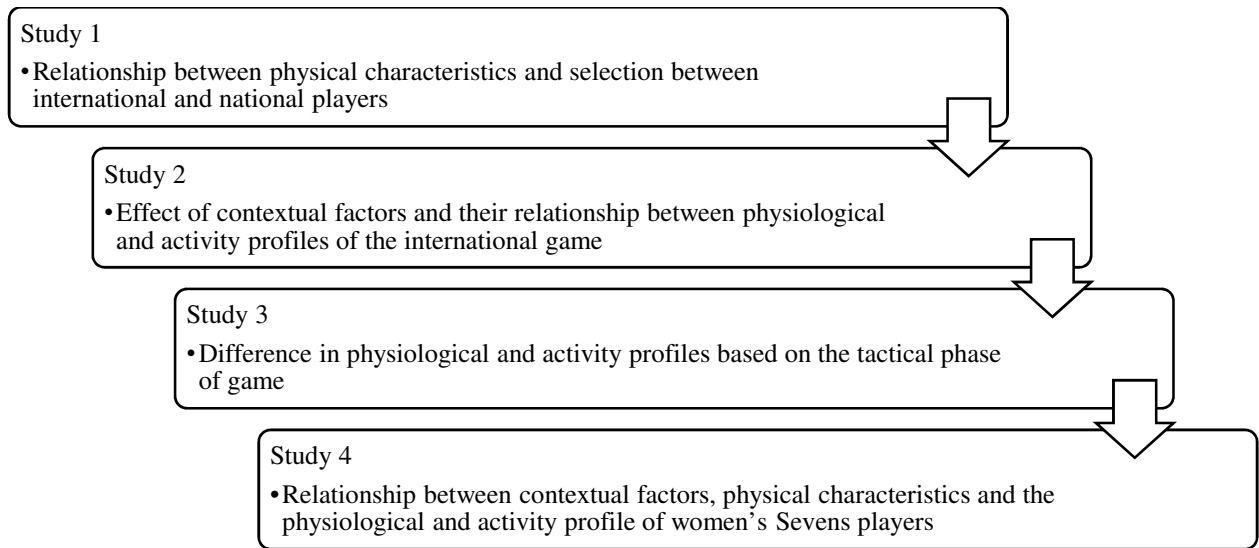 Study 1
•Relationship between physical characteristics and selection between
international and national players
Study 2
•Effect of contextual factors and their relationship between physiological
and activity profiles of the international game
Study 3
•Difference in physiological and activity profiles based on the tactical phase
of game
Study 4
•Relationship between contextual factors, physical characteristics and the
physiological and activity profile of women's Sevens players